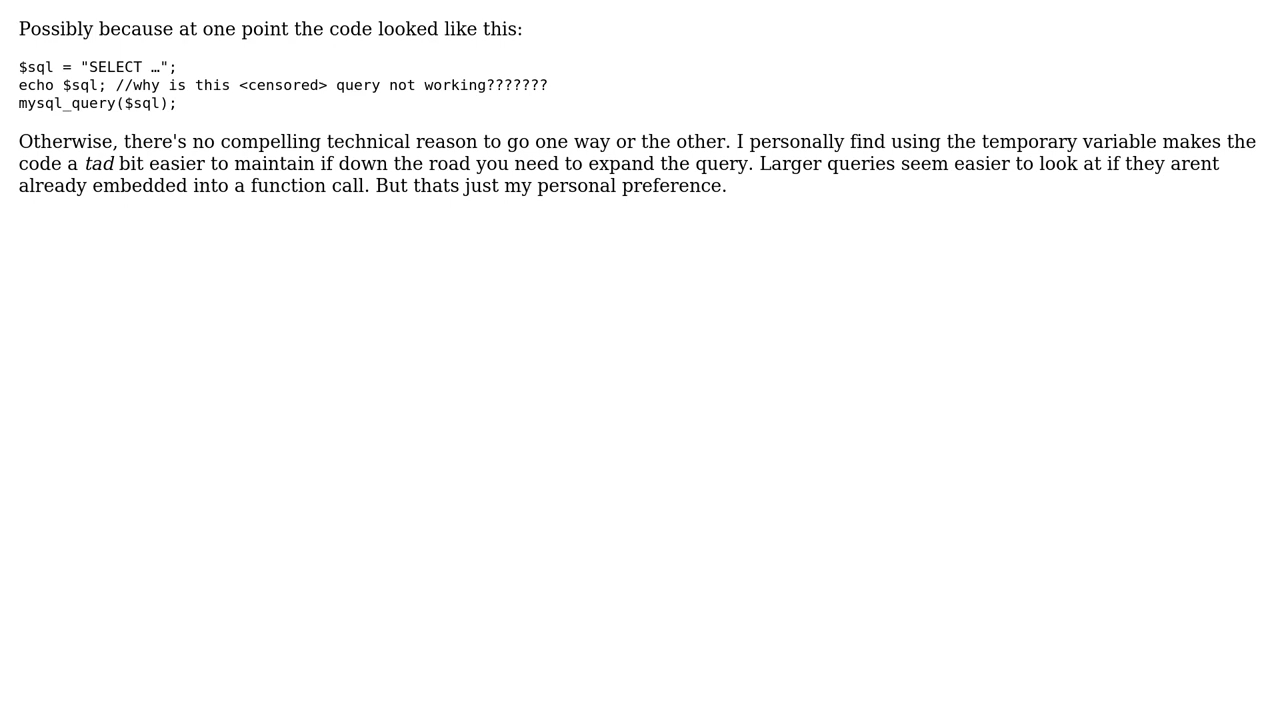 Possibly because at one point the code looked like this:
$sql = "SELECT …";
echo $sql; //why is this <censored> query not working???????
mysql_query($sql);
Otherwise, there's no compelling technical reason to go one way or the other. I personally find using the temporary variable makes the
code a tad bit easier to maintain if down the road you need to expand the query. Larger queries seem easier to look at if they arent
already embedded into a function call. But thats just my personal preference.